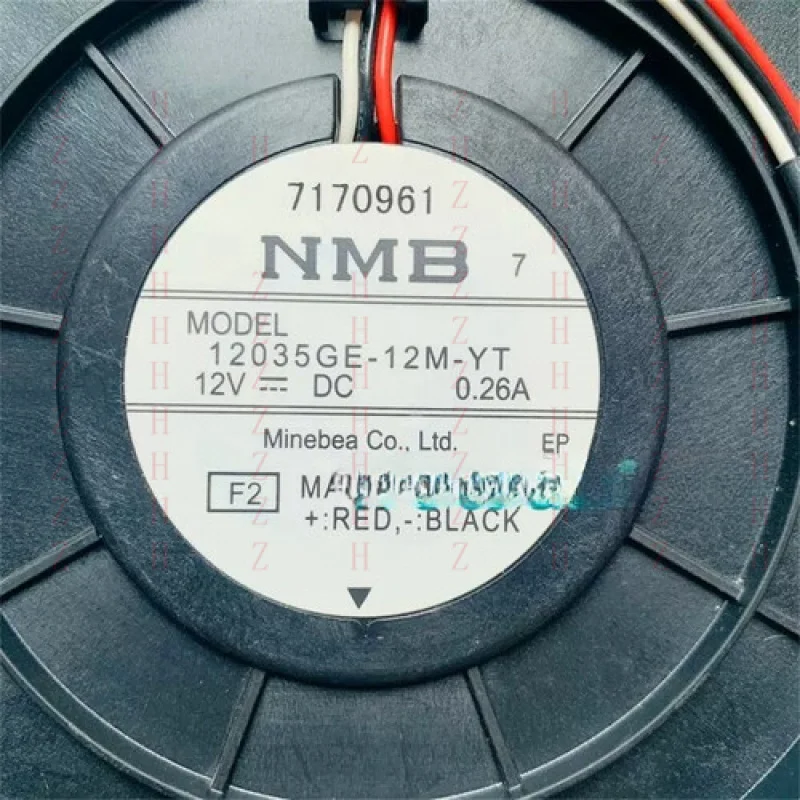 7170961
NMB 7
MODEL
12035GE-12M-YT
12V ⎓ DC 0.26A
Minebea Co., Ltd. EP
F2
+:RED,-:BLACK